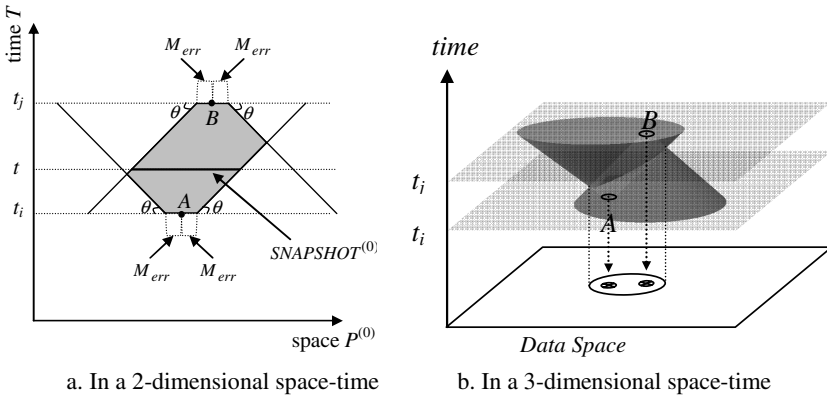 time T
M_err M_err
θ θ
t_j
B
t
t_i
θ A θ
M_err M_err
SNAPSHOT^(0)
space P^(0)
a. In a 2-dimensional space-time
time
B
t_i
A
t_i
Data Space
b. In a 3-dimensional space-time